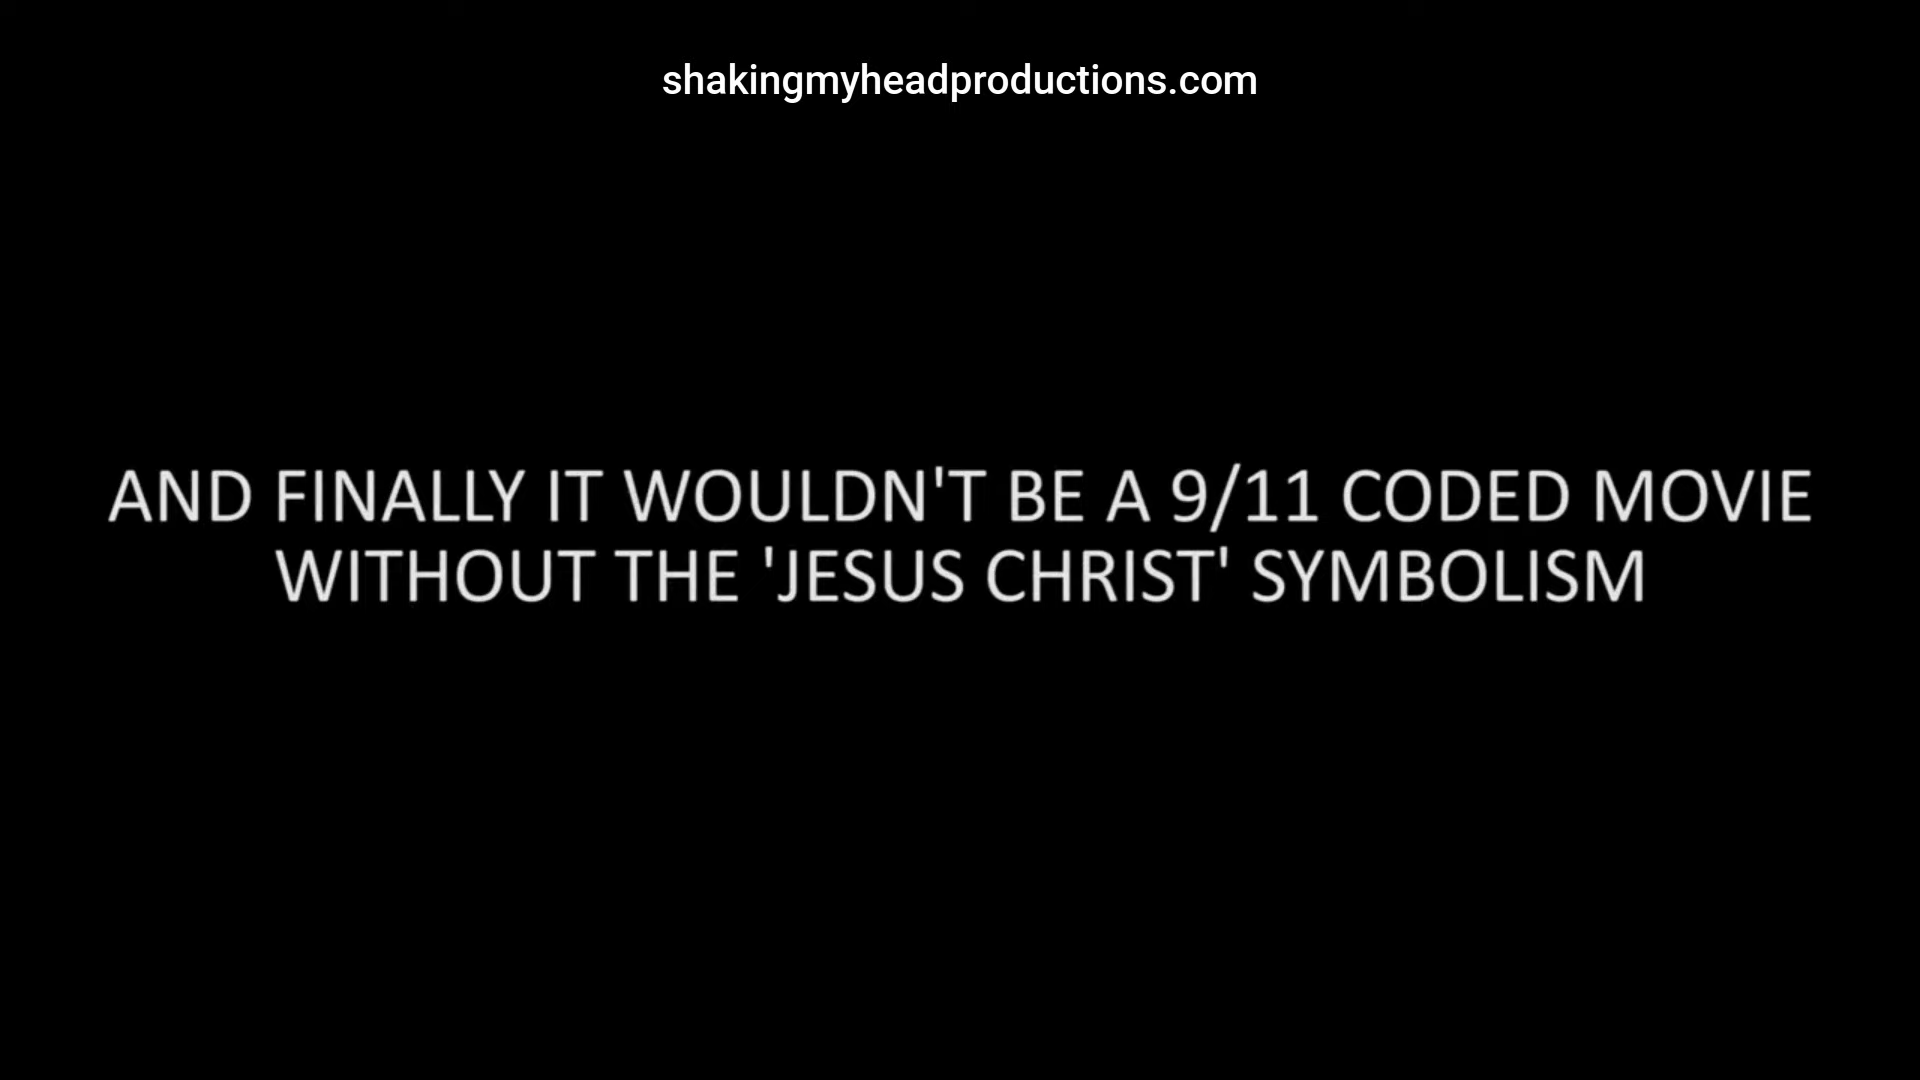 shakingmyheadproductions.com
AND FINALLY IT WOULDN'T BE A 9/11 CODED MOVIE
WITHOUT THE 'JESUS CHRIST' SYMBOLISM